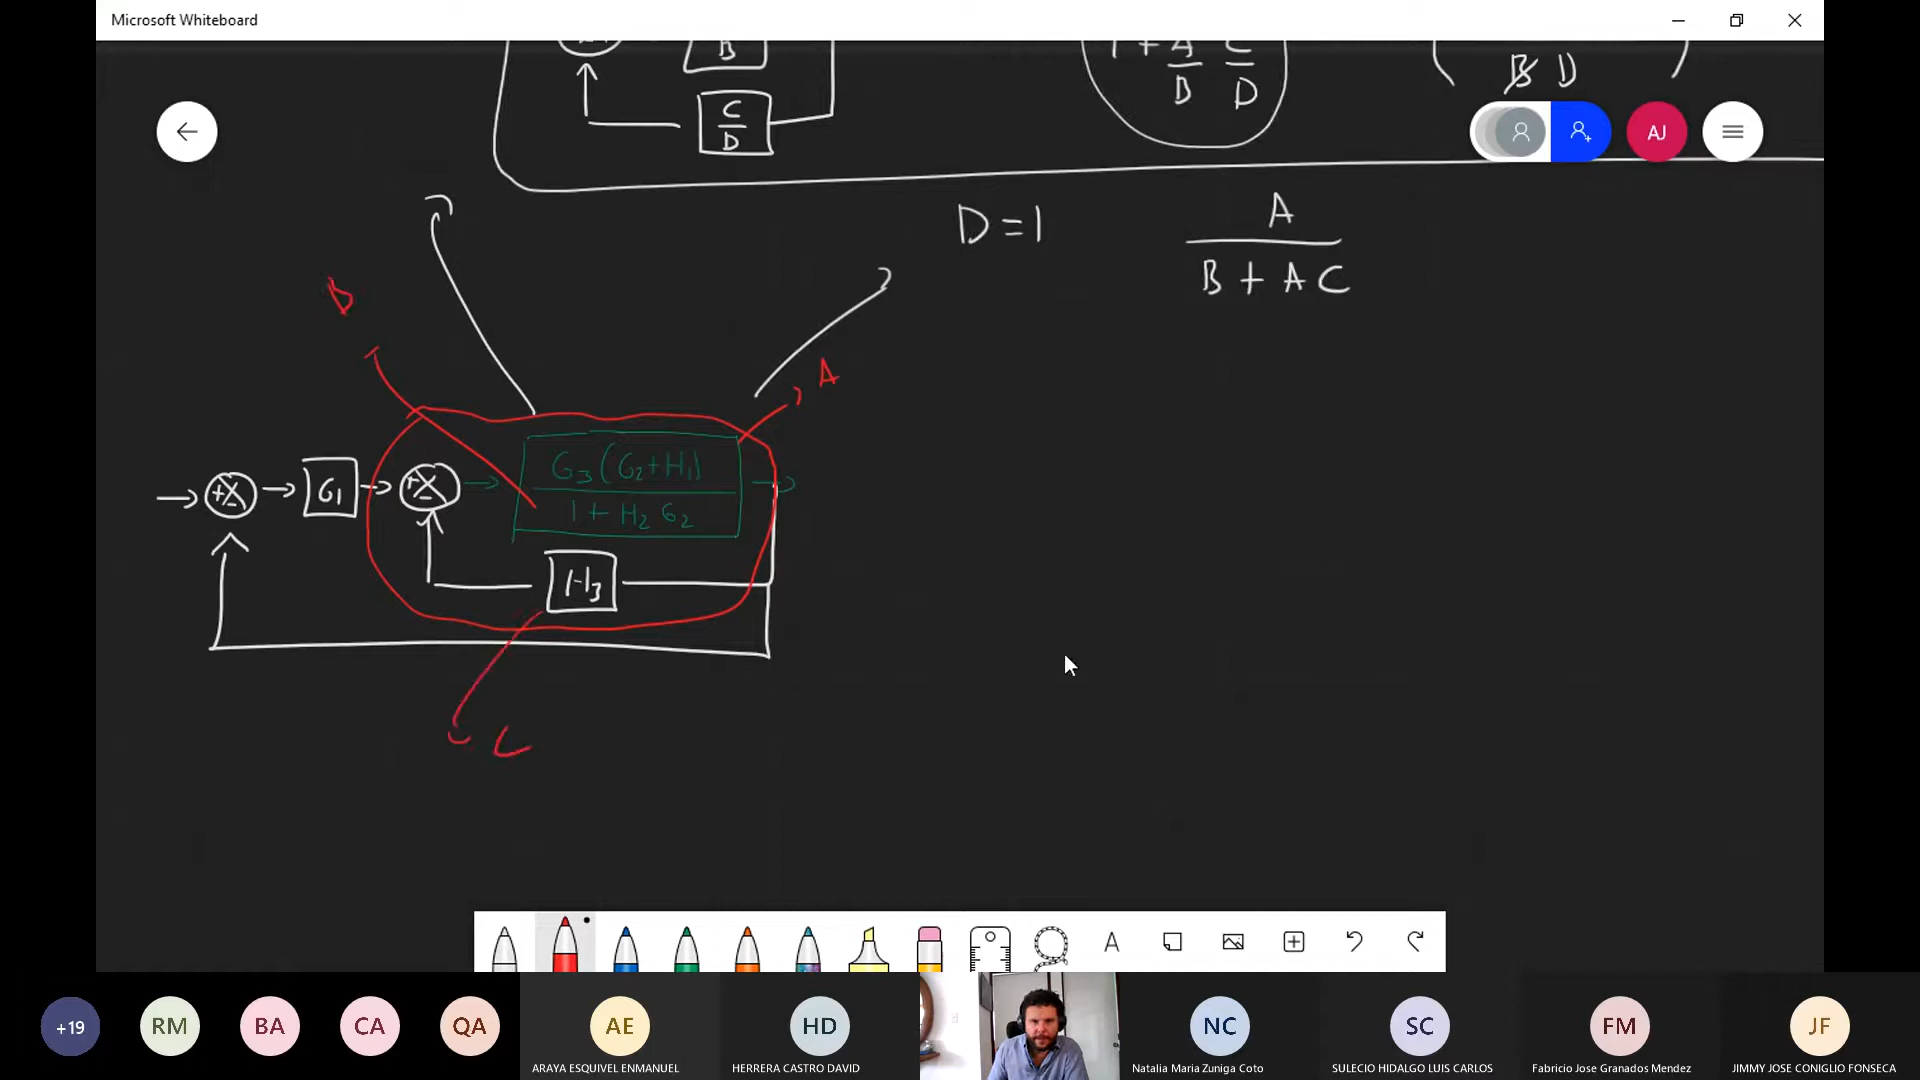 Microsoft Whiteboard
B
C
D
1 + A C
B D
B D
AJ
D = 1
A
B + A C
A
G3 (G2+H1)
1 + H2 G2
+ -
G1
+ -
H3
C
A
+19
RM
BA
CA
QA
AE
HD
NC
SC
FM
JF
ARAYA ESQUIVEL ENMANUEL
HERRERA CASTRO DAVID
Natalia Maria Zuniga Coto
SULECIO HIDALGO LUIS CARLOS
Fabricio Jose Granados Mendez
JIMMY JOSE CONIGLIO FONSECA